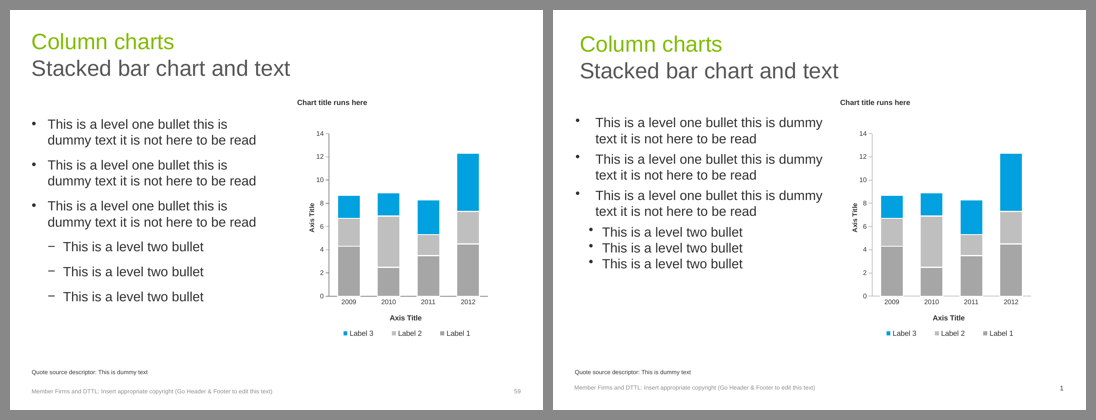 Column charts
Stacked bar chart and text
Chart title runs here
• This is a level one bullet this is
dummy text it is not here to be read
• This is a level one bullet this is
dummy text it is not here to be read
• This is a level one bullet this is
dummy text it is not here to be read
– This is a level two bullet
– This is a level two bullet
– This is a level two bullet
14
12
10
8
6
4
2
0
Axis Title
2009 2010 2011 2012
Axis Title
Label 3 Label 2 Label 1
Quote source descriptor: This is dummy text
Member Firms and DTTL: Insert appropriate copyright (Go Header & Footer to edit this text)
59
Column charts
Stacked bar chart and text
Chart title runs here
• This is a level one bullet this is dummy
text it is not here to be read
• This is a level one bullet this is dummy
text it is not here to be read
• This is a level one bullet this is dummy
text it is not here to be read
• This is a level two bullet
• This is a level two bullet
• This is a level two bullet
14
12
10
8
6
4
2
0
Axis Title
2009 2010 2011 2012
Axis Title
Label 3 Label 2 Label 1
Quote source descriptor: This is dummy text
Member Firms and DTTL: Insert appropriate copyright (Go Header & Footer to edit this text)
1